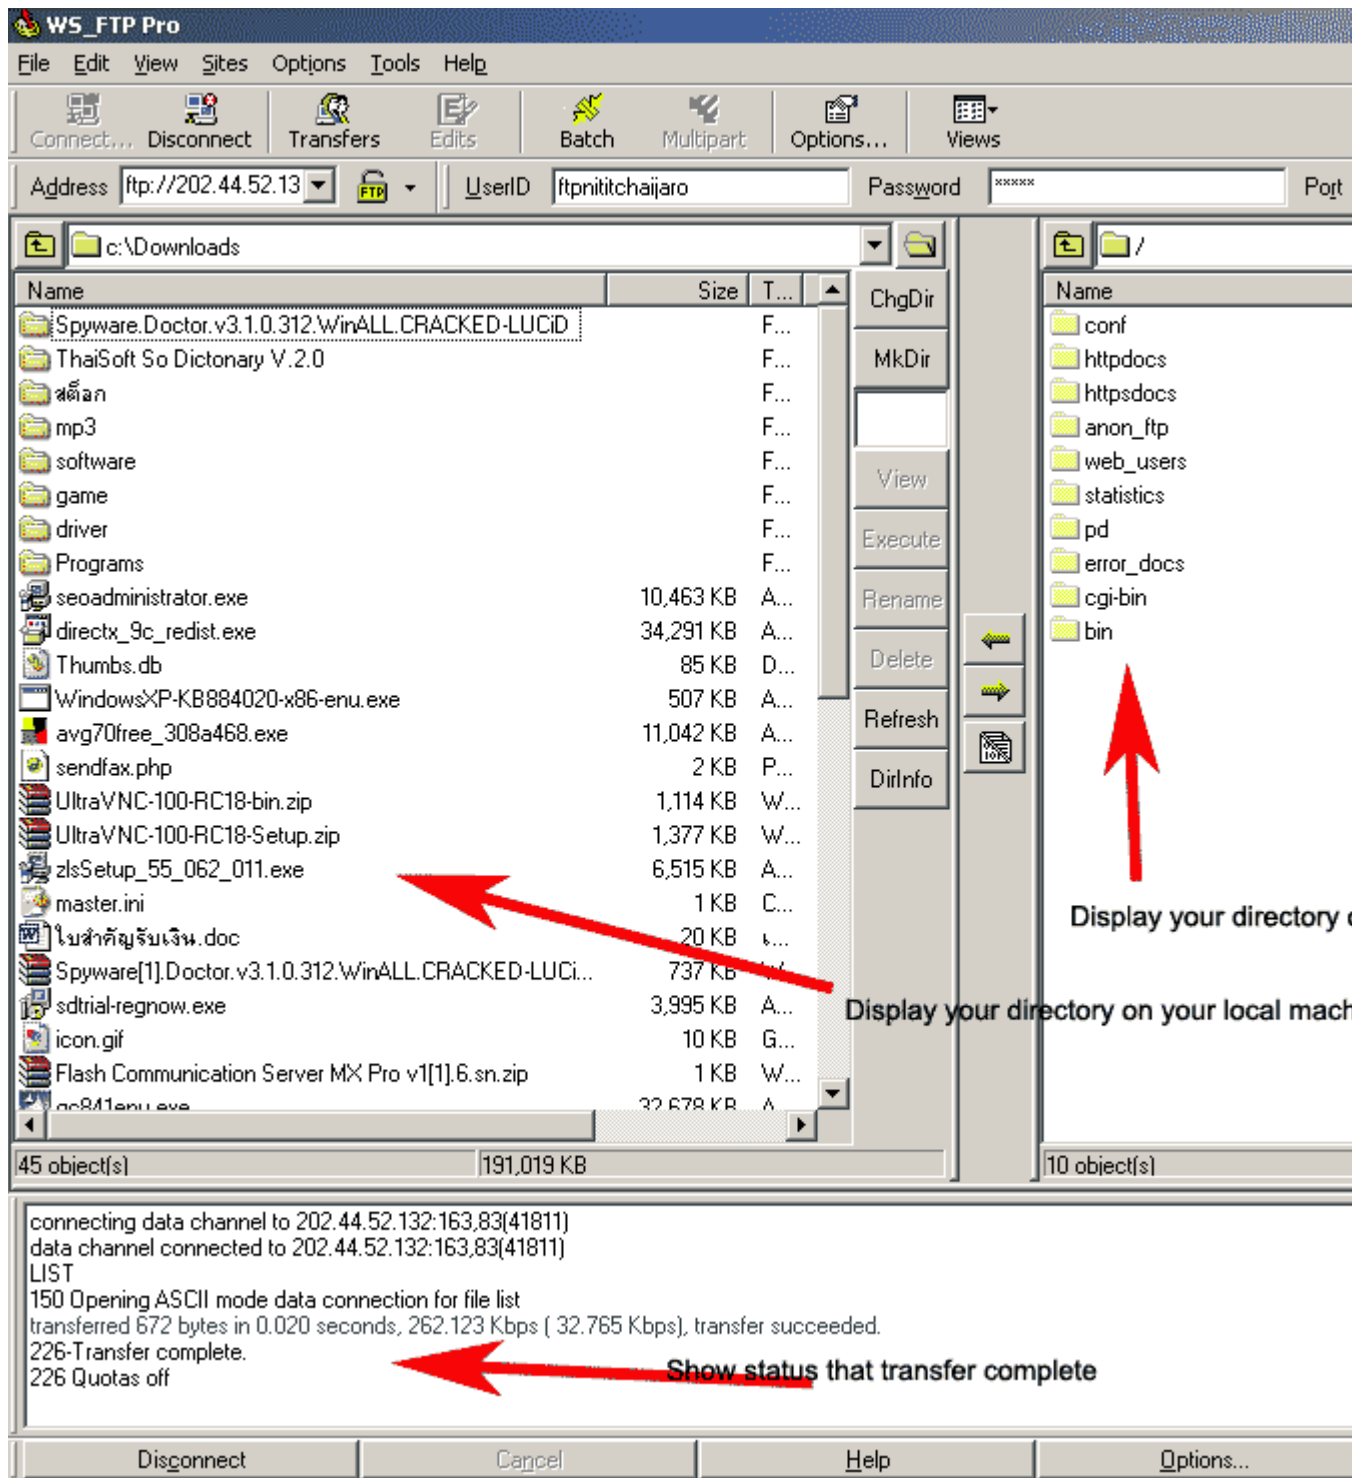 WS_FTP Pro
File Edit View Sites Options Tools Help
Connect... Disconnect Transfers Edits Batch Multipart Options... Views
Address ftp://202.44.52.13 FTP UserID ftpnititchaijaro Password ***** Port
c:\Downloads
/
Name Size T...
Name
ChgDir
MkDir
View
Execute
Rename
Delete
Refresh
DirInfo
Spyware.Doctor.v3.1.0.312.WinALL.CRACKED-LUCiD F...
ThaiSoft So Dictonary V.2.0 F...
สต็อก F...
mp3 F...
software F...
game F...
driver F...
Programs F...
seoadministrator.exe 10,463 KB A...
directx_9c_redist.exe 34,291 KB A...
Thumbs.db 85 KB D...
WindowsXP-KB884020-x86-enu.exe 507 KB A...
avg70free_308a468.exe 11,042 KB A...
sendfax.php 2 KB P...
UltraVNC-100-RC18-bin.zip 1,114 KB W...
UltraVNC-100-RC18-Setup.zip 1,377 KB W...
zlsSetup_55_062_011.exe 6,515 KB A...
master.ini 1 KB C...
ใบสำคัญรับเงิน.doc 20 KB
Spyware[1].Doctor.v3.1.0.312.WinALL.CRACKED-LUCi... 737 KB
sdtrial-regnow.exe 3,995 KB A...
icon.gif 10 KB G...
Flash Communication Server MX Pro v1[1].6.sn.zip 1 KB W...
32,678 KB A
conf
httpdocs
httpsdocs
anon_ftp
web_users
statistics
pd
error_docs
cgi-bin
bin
Display your directory
Display your directory on your local mach
45 object(s) 191,019 KB
10 object(s)
connecting data channel to 202.44.52.132:163,83(41811)
data channel connected to 202.44.52.132:163,83(41811)
LIST
150 Opening ASCII mode data connection for file list
transferred 672 bytes in 0.020 seconds, 262.123 Kbps ( 32.765 Kbps), transfer succeeded.
226-Transfer complete.
226 Quotas off
Show status that transfer complete
Disconnect Cancel Help Options...